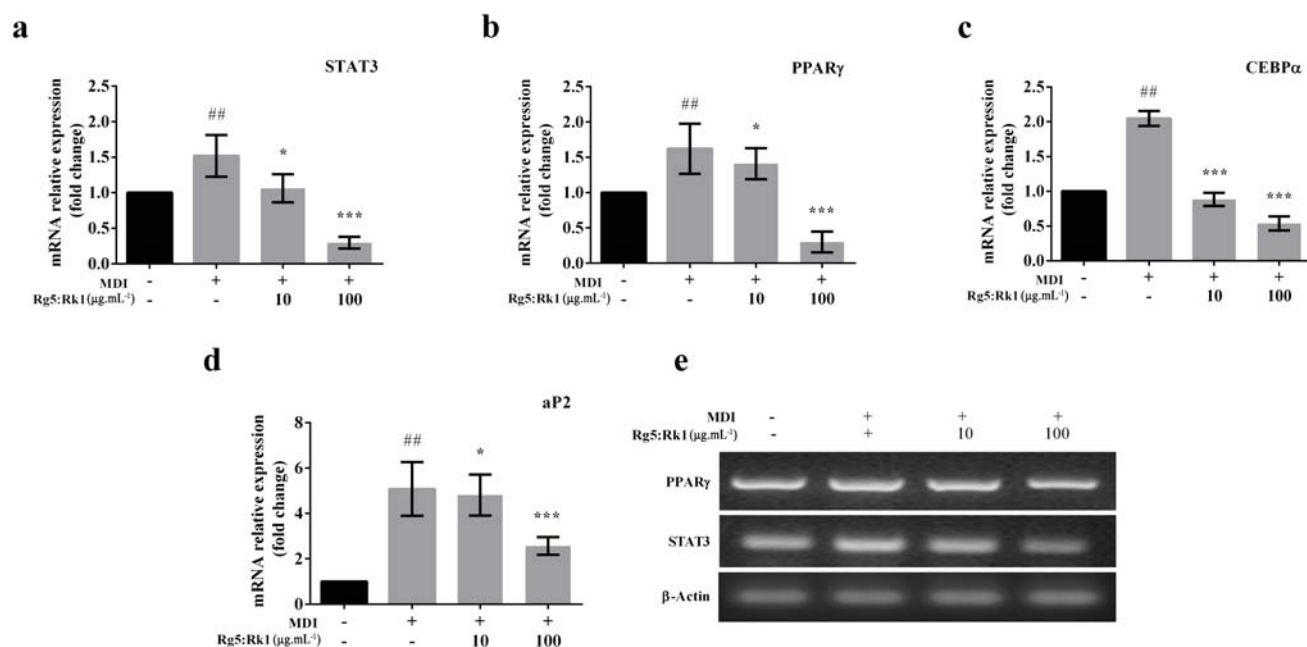 a
STAT3
mRNA relative expression
(fold change)
2.5
2.0
1.5
1.0
0.5
0.0
##
*
***
MDI - + + +
Rg5:Rk1 (µg.mL⁻¹) - - 10 100
b
PPARγ
mRNA relative expression
(fold change)
2.5
2.0
1.5
1.0
0.5
0.0
##
*
***
MDI - + + +
Rg5:Rk1 (µg.mL⁻¹) - - 10 100
c
CEBPα
mRNA relative expression
(fold change)
2.5
2.0
1.5
1.0
0.5
0.0
##
***
***
MDI - + + +
Rg5:Rk1 (µg.mL⁻¹) - - 10 100
d
aP2
mRNA relative expression
(fold change)
8
6
4
2
0
##
*
***
MDI - + + +
Rg5:Rk1 (µg.mL⁻¹) - - 10 100
e
MDI - + + +
Rg5:Rk1 (µg.mL⁻¹) - + 10 100
PPARγ
STAT3
β-Actin